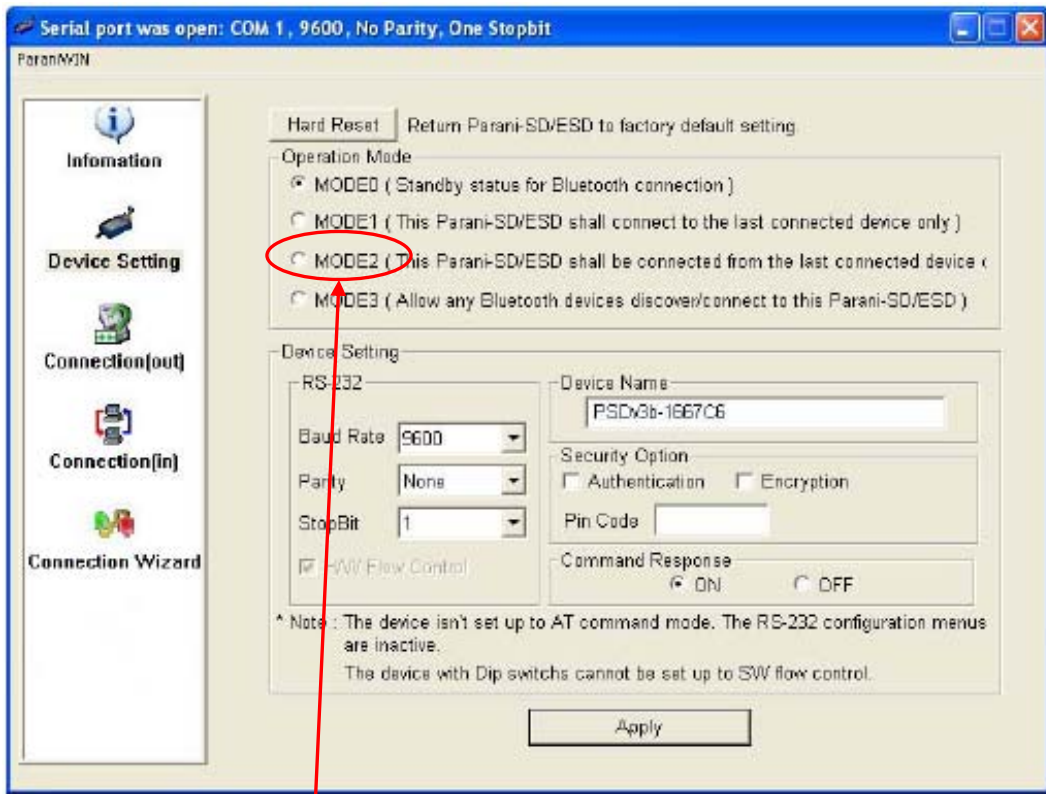 Serial port was open: COM 1, 9600, No Parity, One Stopbit
ParaniWIN
Infomation
Device Setting
Connection(out)
Connection(in)
Connection Wizard
Hard Reset Return Parani-SD/ESD to factory default setting
Operation Mode
MODE0 ( Standby status for Bluetooth connection )
MODE1 ( This Parani-SD/ESD shall connect to the last connected device only )
MODE2 ( This Parani-SD/ESD shall be connected from the last connected device
MODE3 ( Allow any Bluetooth devices discover/connect to this Parani-SD/ESD )
Device Setting
RS-232
Baud Rate 9600
Parity None
StopBit 1
H/W Flow Control
Device Name
PSDv3b-1667C6
Security Option
Authentication Encryption
Pin Code
Command Response
ON OFF
* Note : The device isn't set up to AT command mode. The RS-232 configuration menus
are inactive.
The device with Dip switchs cannot be set up to SW flow control.
Apply